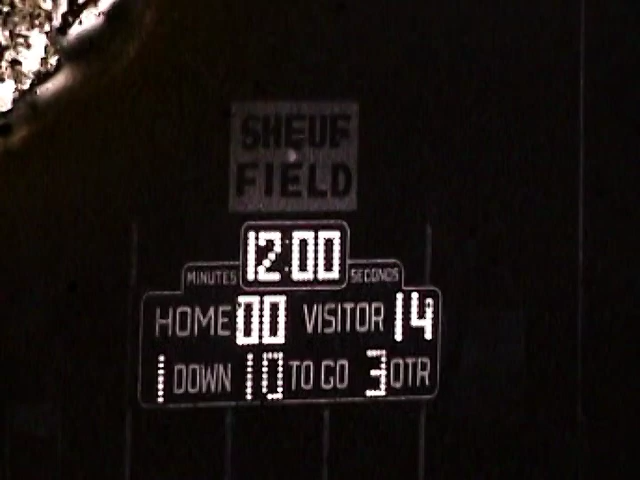 SHEUF
FIELD
12:00
MINUTES SECONDS
HOME 00 VISITOR 14
1 DOWN 10 TO GO 3 QTR